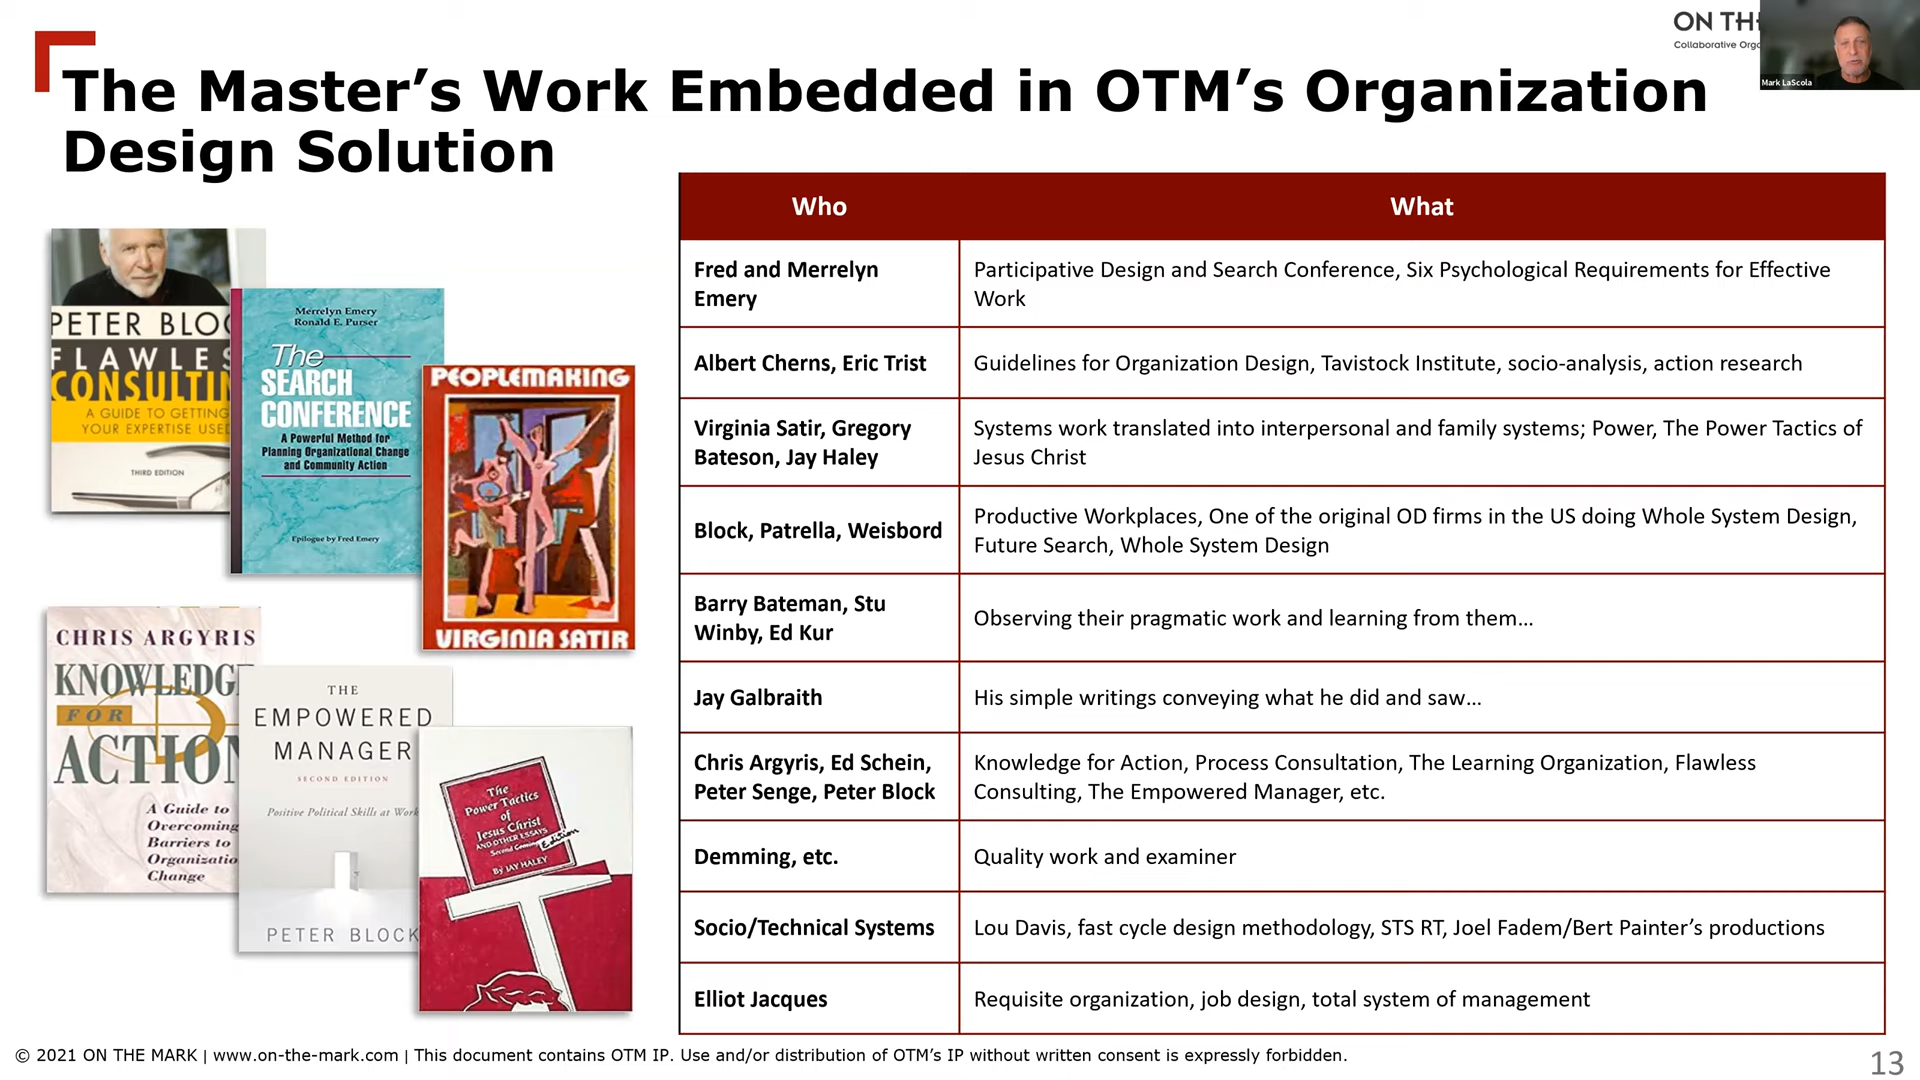 ON TH
Collaborative Orgo
Mark LaScola
The Master’s Work Embedded in OTM’s Organization
Design Solution
PETER BLOC
FLAWLES
CONSULTIN
A GUIDE TO GETTING
YOUR EXPERTISE USED
THIRD EDITION
Merrelyn Emery
Ronald E. Purser
The
SEARCH
CONFERENCE
A Powerful Method for
Planning Organizational Change
and Community Action
Epilogue by Fred Emery
PEOPLEMAKING
VIRGINIA SATIR
CHRIS ARGYRIS
KNOWLEDGE
FOR
ACTION
A Guide to
Overcoming
Barriers to
Organizatio
Change
THE
EMPOWERED
MANAGER
SECOND EDITION
Positive Political Skills at Work
PETER BLOCK
The
Power Tactics
of
Jesus Christ
AND OTHER ESSAYS
Second Coming Edition
By JAY HALEY
Who What
Fred and Merrelyn
Emery
Participative Design and Search Conference, Six Psychological Requirements for Effective
Work
Albert Cherns, Eric Trist
Guidelines for Organization Design, Tavistock Institute, socio-analysis, action research
Virginia Satir, Gregory
Bateson, Jay Haley
Systems work translated into interpersonal and family systems; Power, The Power Tactics of
Jesus Christ
Block, Patrella, Weisbord
Productive Workplaces, One of the original OD firms in the US doing Whole System Design,
Future Search, Whole System Design
Barry Bateman, Stu
Winby, Ed Kur
Observing their pragmatic work and learning from them…
Jay Galbraith
His simple writings conveying what he did and saw…
Chris Argyris, Ed Schein,
Peter Senge, Peter Block
Knowledge for Action, Process Consultation, The Learning Organization, Flawless
Consulting, The Empowered Manager, etc.
Demming, etc.
Quality work and examiner
Socio/Technical Systems
Lou Davis, fast cycle design methodology, STS RT, Joel Fadem/Bert Painter’s productions
Elliot Jacques
Requisite organization, job design, total system of management
© 2021 ON THE MARK | www.on-the-mark.com | This document contains OTM IP. Use and/or distribution of OTM’s IP without written consent is expressly forbidden.
13